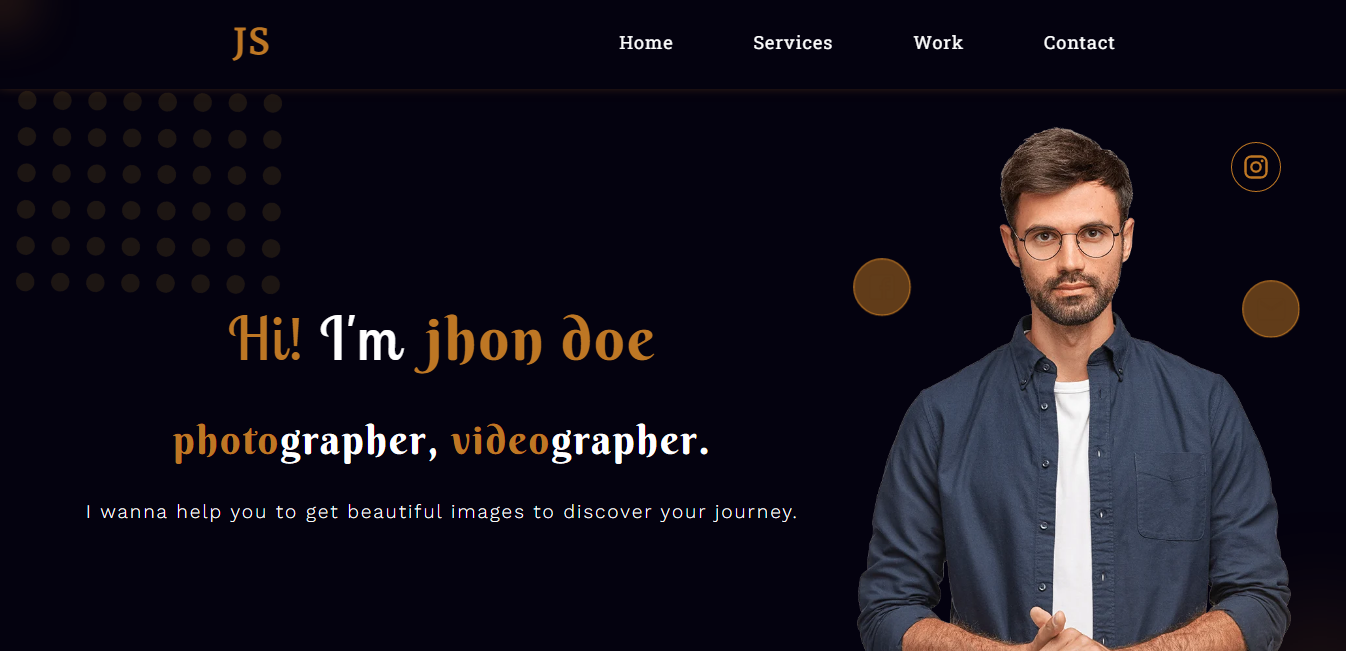 JS
Home Services Work Contact
Hi! I'm jhon doe
photographer, videographer.
I wanna help you to get beautiful images to discover your journey.